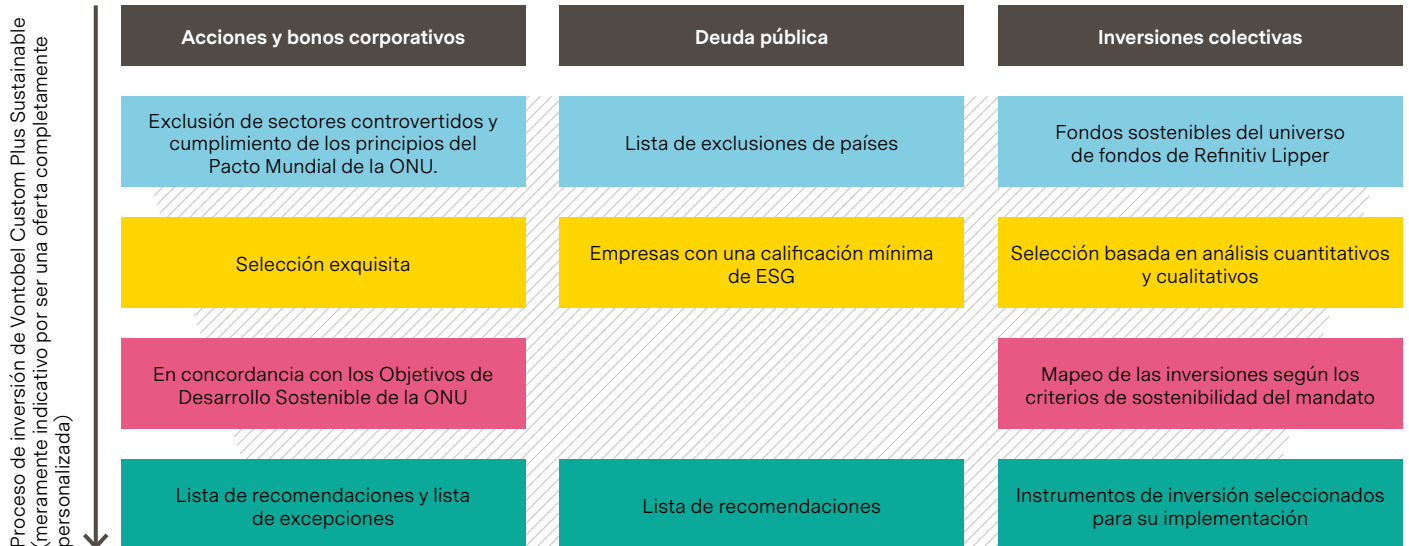 Proceso de inversión de Vontobel Custom Plus Sustainable
(meramente indicativo por ser una oferta completamente
personalizada)
Acciones y bonos corporativos
Deuda pública
Inversiones colectivas
Exclusión de sectores controvertidos y
cumplimiento de los principios del
Pacto Mundial de la ONU.
Lista de exclusiones de países
Fondos sostenibles del universo
de fondos de Refinitiv Lipper
Selección exquisita
Empresas con una calificación mínima
de ESG
Selección basada en análisis cuantitativos
y cualitativos
En concordancia con los Objetivos de
Desarrollo Sostenible de la ONU
Mapeo de las inversiones según los
criterios de sostenibilidad del mandato
Lista de recomendaciones y lista
de excepciones
Lista de recomendaciones
Instrumentos de inversión seleccionados
para su implementación